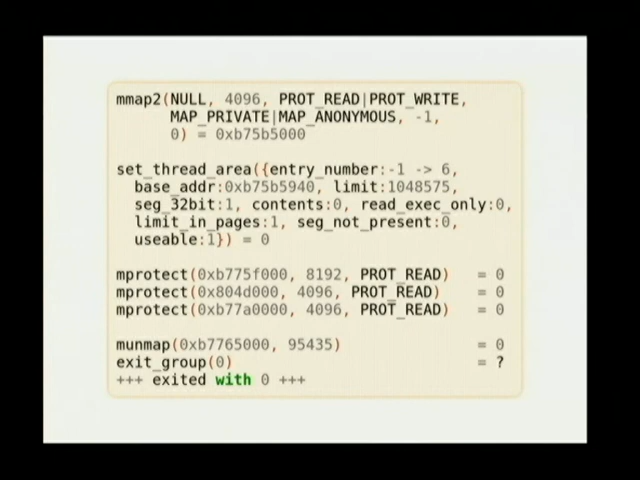 mmap2(NULL, 4096, PROT_READ|PROT_WRITE,
MAP_PRIVATE|MAP_ANONYMOUS, -1,
0) = 0xb75b5000
set_thread_area({entry_number:-1 -> 6,
base_addr:0xb75b5940, limit:1048575,
seg_32bit:1, contents:0, read_exec_only:0,
limit_in_pages:1, seg_not_present:0,
useable:1}) = 0
mprotect(0xb775f000, 8192, PROT_READ) = 0
mprotect(0x804d000, 4096, PROT_READ) = 0
mprotect(0xb77a0000, 4096, PROT_READ) = 0
munmap(0xb7765000, 95435) = 0
exit_group(0) = ?
+++ exited with 0 +++